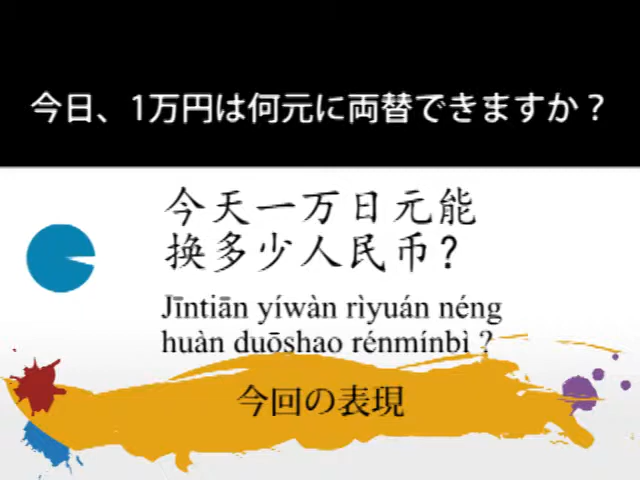 今日、1万円は何元に両替できますか？
今天一万日元能
换多少人民币？
Jīntiān yíwàn rìyuán néng
huàn duōshao rénmínbì ?
今回の表現